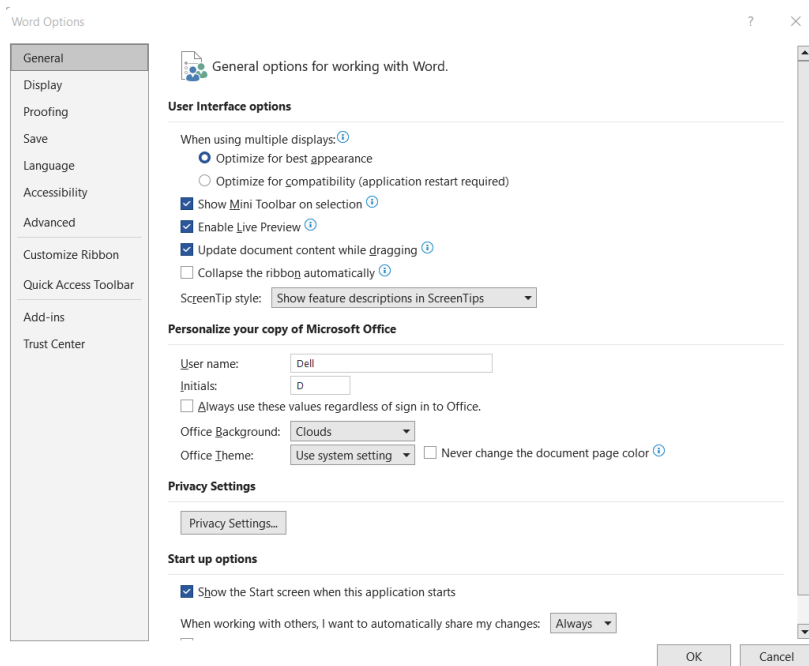 Word Options
?
General
Display
Proofing
Save
Language
Accessibility
Advanced
Customize Ribbon
Quick Access Toolbar
Add-ins
Trust Center
General options for working with Word.
User Interface options
When using multiple displays:
Optimize for best appearance
Optimize for compatibility (application restart required)
Show Mini Toolbar on selection
Enable Live Preview
Update document content while dragging
Collapse the ribbon automatically
ScreenTip style: Show feature descriptions in ScreenTips
Personalize your copy of Microsoft Office
User name: Dell
Initials: D
Always use these values regardless of sign in to Office.
Office Background: Clouds
Office Theme: Use system setting Never change the document page color
Privacy Settings
Privacy Settings...
Start up options
Show the Start screen when this application starts
When working with others, I want to automatically share my changes: Always
OK Cancel